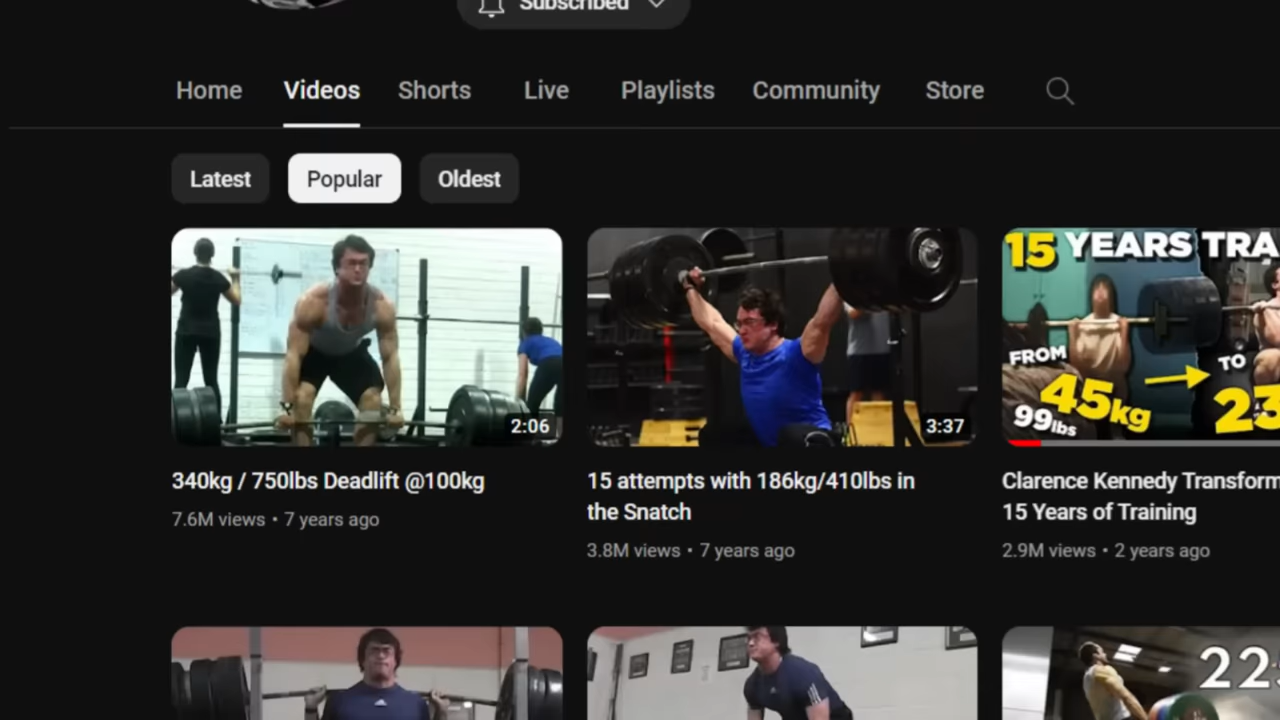 Subscribed
Home Videos Shorts Live Playlists Community Store
Latest Popular Oldest
15 YEARS TRA
FROM
45kg
99lbs
TO
23
2:06
3:37
340kg / 750lbs Deadlift @100kg
7.6M views • 7 years ago
15 attempts with 186kg/410lbs in
the Snatch
3.8M views • 7 years ago
Clarence Kennedy Transform
15 Years of Training
2.9M views • 2 years ago
22